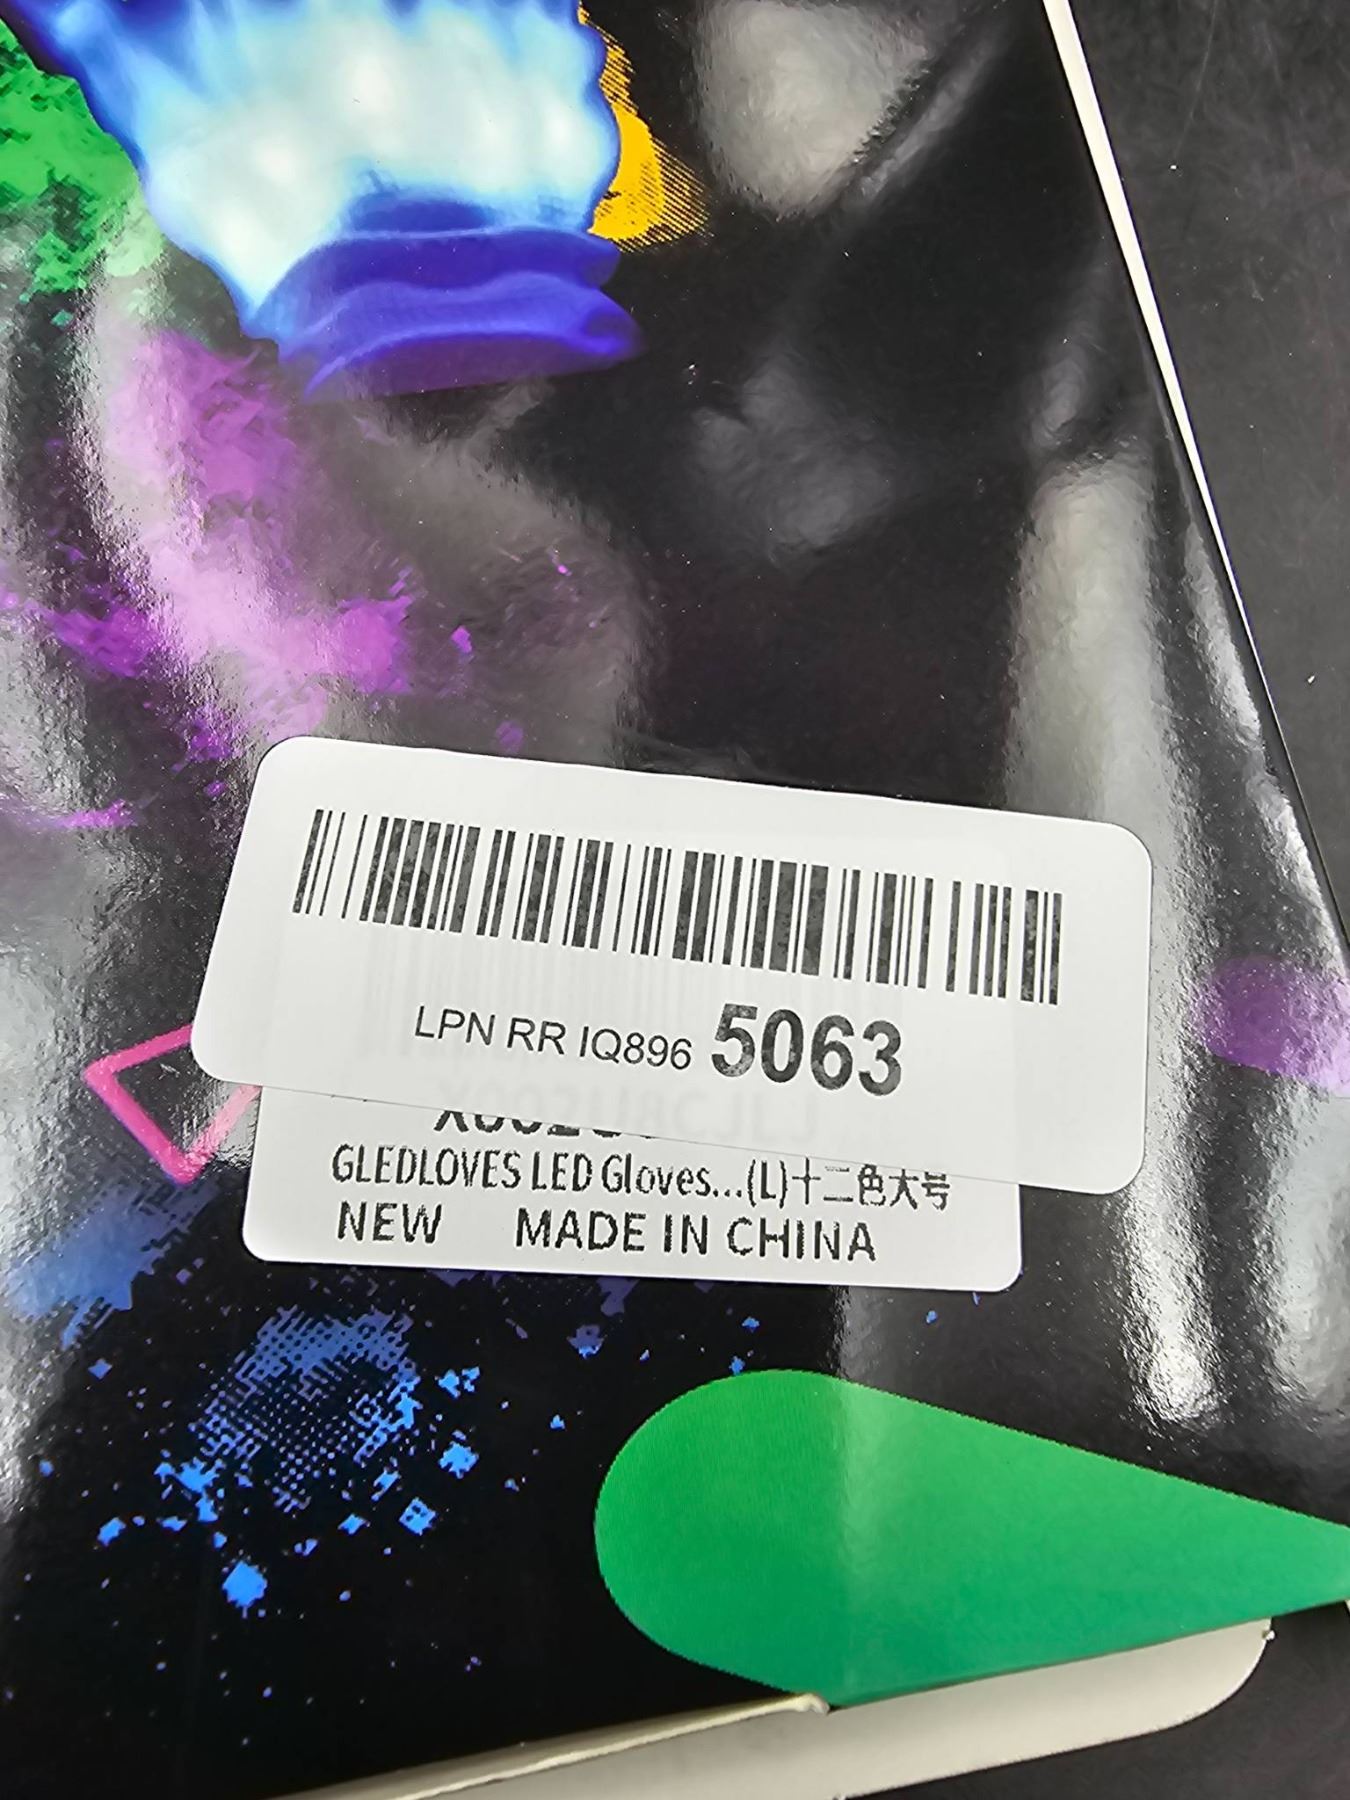 LPN RR IQ896 5063
GLEDLOVES LED Gloves...(L)十二色大号
NEW MADE IN CHINA